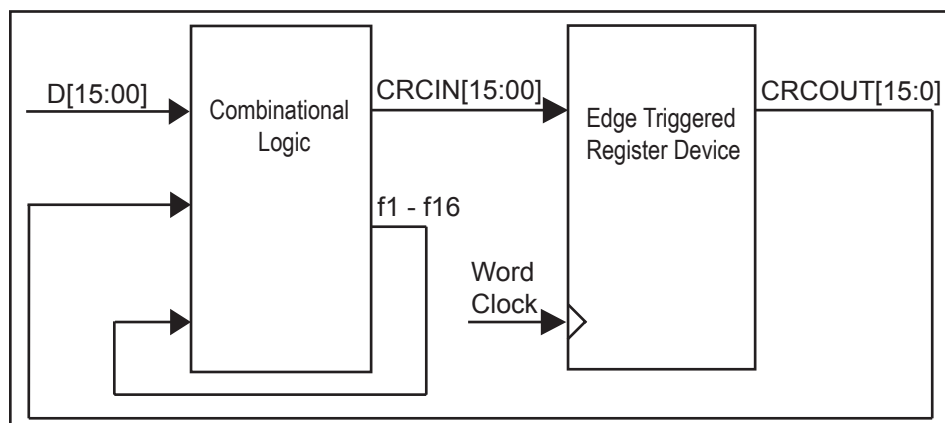 D[15:00]
Combinational
Logic
CRCIN[15:00]
f1 - f16
Edge Triggered
Register Device
Word
Clock
CRCOUT[15:0]